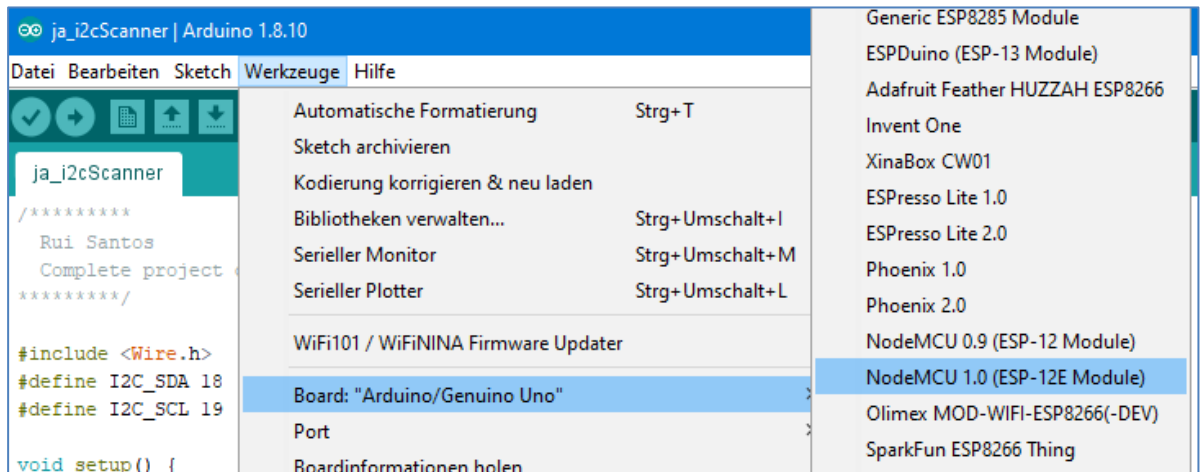 ja_i2cScanner | Arduino 1.8.10
Datei Bearbeiten Sketch Werkzeuge Hilfe
ja_i2cScanner
/*********
Rui Santos
Complete project
*********/
#include <Wire.h>
#define I2C_SDA 18
#define I2C_SCL 19
void setup() {
Automatische Formatierung Strg+T
Sketch archivieren
Kodierung korrigieren & neu laden
Bibliotheken verwalten... Strg+Umschalt+I
Serieller Monitor Strg+Umschalt+M
Serieller Plotter Strg+Umschalt+L
WiFi101 / WiFiNINA Firmware Updater
Board: "Arduino/Genuino Uno"
Port
Boardinformationen holen
Generic ESP8285 Module
ESPDuino (ESP-13 Module)
Adafruit Feather HUZZAH ESP8266
Invent One
XinaBox CW01
ESPresso Lite 1.0
ESPresso Lite 2.0
Phoenix 1.0
Phoenix 2.0
NodeMCU 0.9 (ESP-12 Module)
NodeMCU 1.0 (ESP-12E Module)
Olimex MOD-WIFI-ESP8266(-DEV)
SparkFun ESP8266 Thing